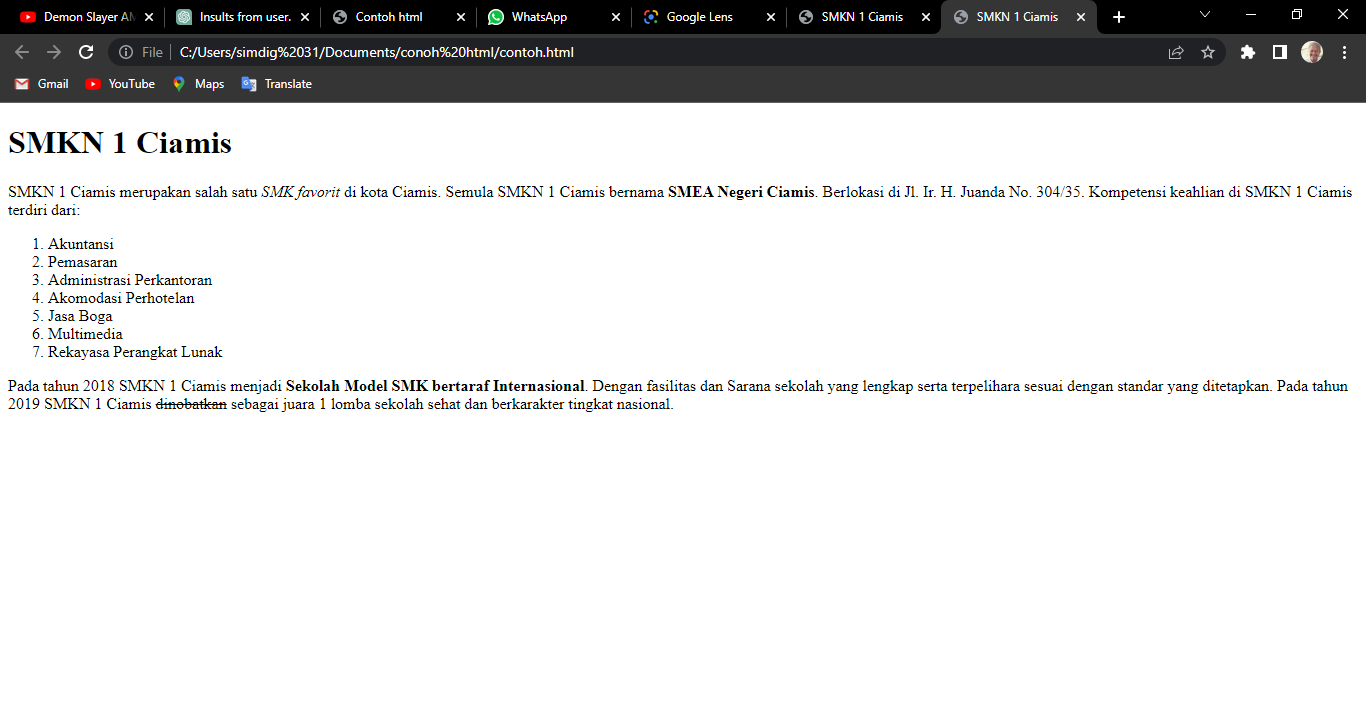 Demon Slayer AM
Insults from user.
Contoh html
WhatsApp
Google Lens
SMKN 1 Ciamis
SMKN 1 Ciamis
File
C:/Users/simdig%2031/Documents/conoh%20html/contoh.html
Gmail
YouTube
Maps
Translate
SMKN 1 Ciamis
SMKN 1 Ciamis merupakan salah satu SMK favorit di kota Ciamis. Semula SMKN 1 Ciamis bernama SMEA Negeri Ciamis. Berlokasi di Jl. Ir. H. Juanda No. 304/35. Kompetensi keahlian di SMKN 1 Ciamis
terdiri dari:
1. Akuntansi
2. Pemasaran
3. Administrasi Perkantoran
4. Akomodasi Perhotelan
5. Jasa Boga
6. Multimedia
7. Rekayasa Perangkat Lunak
Pada tahun 2018 SMKN 1 Ciamis menjadi Sekolah Model SMK bertaraf Internasional. Dengan fasilitas dan Sarana sekolah yang lengkap serta terpelihara sesuai dengan standar yang ditetapkan. Pada tahun
2019 SMKN 1 Ciamis dinobatkan sebagai juara 1 lomba sekolah sehat dan berkarakter tingkat nasional.